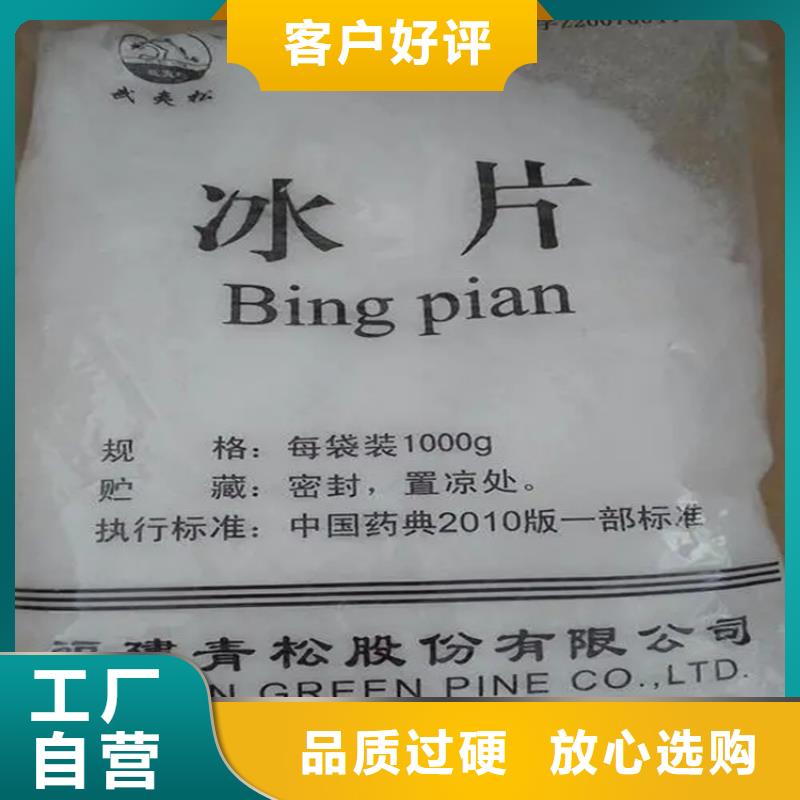 客户好评
武夷松
冰片
Bing pian
规 格：每袋装1000g
贮 藏：密封，置凉处。
执行标准：中国药典2010版一部标准
福建青松股份有限公司
GREEN PINE CO.,LTD.
工厂
自营
品质过硬 放心选购